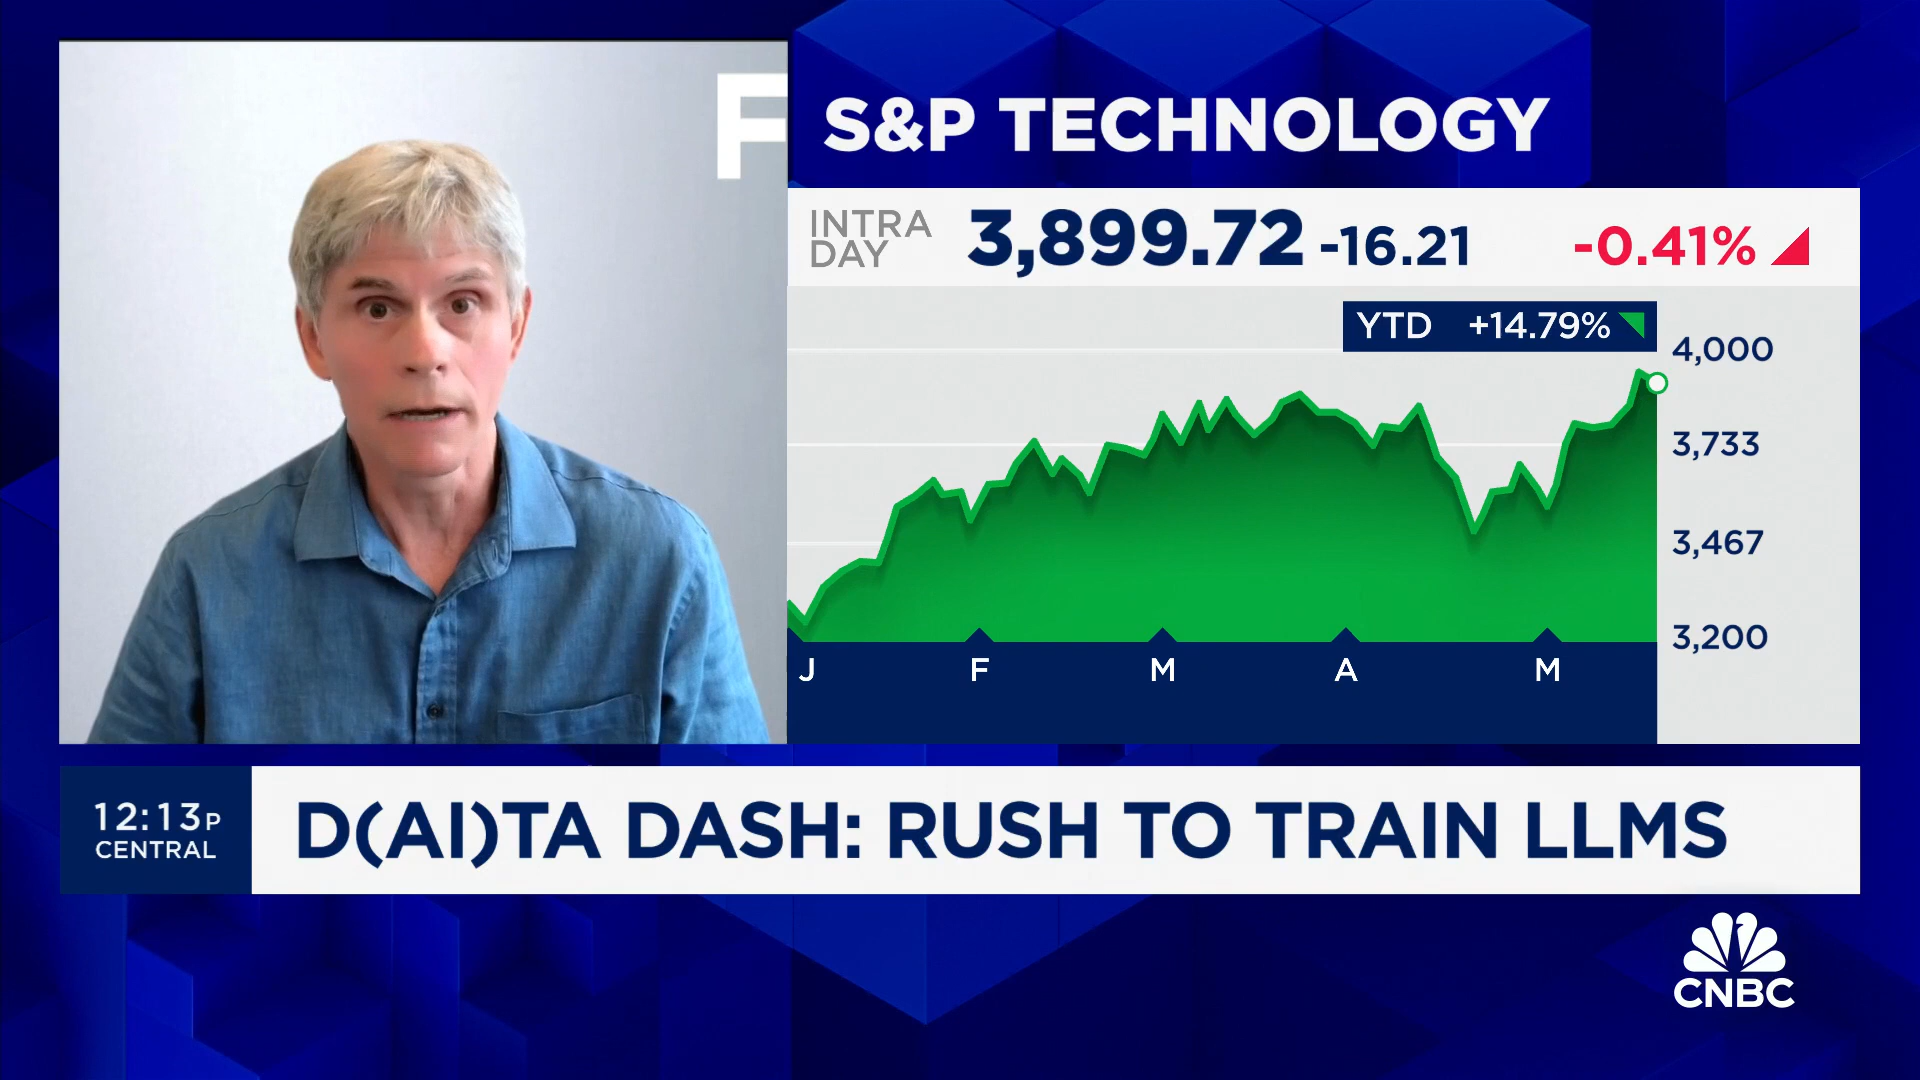 F
S&P TECHNOLOGY
INTRA
DAY
3,899.72 -16.21 -0.41%
YTD +14.79%
4,000
3,733
3,467
3,200
J F M A M
12:13P
CENTRAL
D(AI)TA DASH: RUSH TO TRAIN LLMS
CNBC